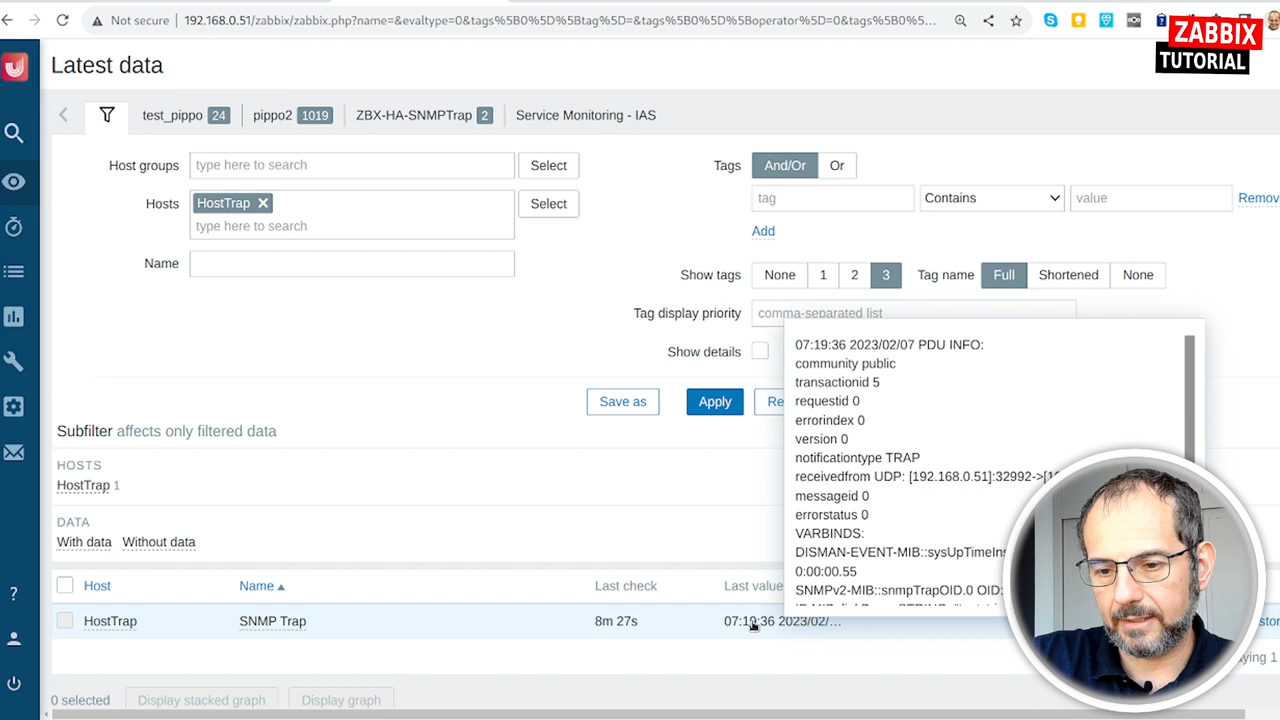 Not secure
192.168.0.51/zabbix/zabbix.php?name=&evaltype=0&tags%5B0%5D%5Btag%5D=&tags%5B0%5D%5Boperator%5D=0&tags%5B0%5...
ZABBIX
TUTORIAL
Latest data
test_pippo 24 pippo2 1019 ZBX-HA-SNMPTrap 2 Service Monitoring - IAS
Host groups type here to search Select Tags And/Or Or
Hosts HostTrap Select tag Contains value Remov
type here to search
Add
Name
Show tags None 1 2 3 Tag name Full Shortened None
Tag display priority comma-separated list
Show details
Save as Apply Re
07:19:36 2023/02/07 PDU INFO:
community public
transactionid 5
requestid 0
errorindex 0
version 0
notificationtype TRAP
receivedfrom UDP: [192.168.0.51]:32992->[1
messageid 0
errorstatus 0
VARBINDS:
DISMAN-EVENT-MIB::sysUpTimeIns
0:00:00.55
SNMPv2-MIB::snmpTrapOID.0 OID:
Subfilter affects only filtered data
HOSTS
HostTrap 1
DATA
With data Without data
Host Name Last check Last value
HostTrap SNMP Trap 8m 27s 07:19:36 2023/02/... stor
ying 1
0 selected Display stacked graph Display graph